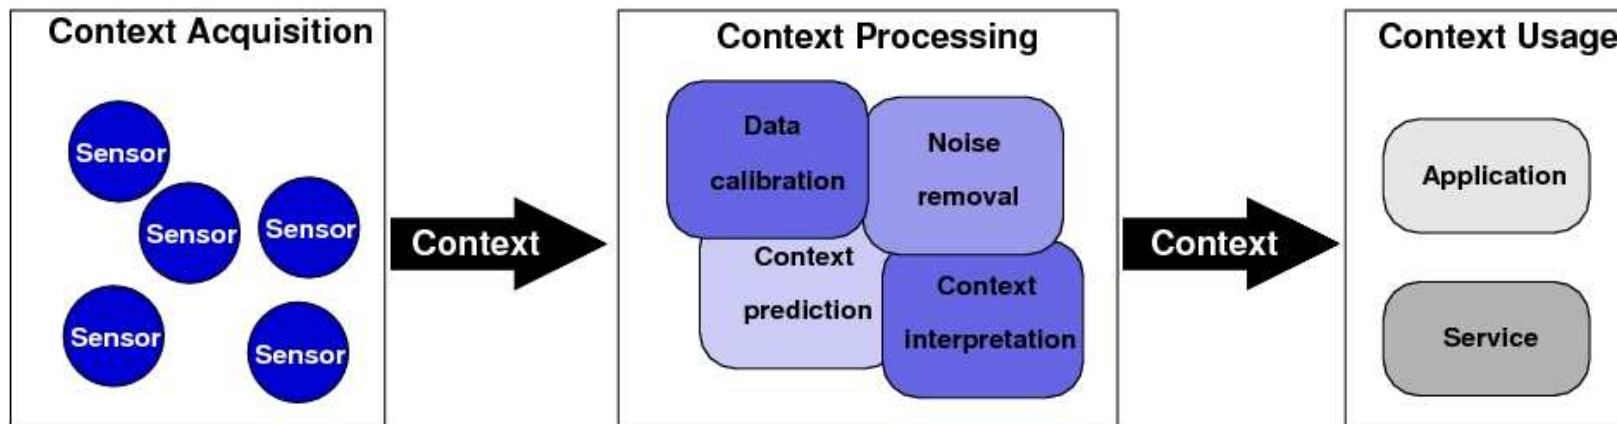 Context Acquisition
Sensor
Sensor
Sensor
Sensor
Sensor
Context
Context Processing
Data
calibration
Noise
removal
Context
prediction
Context
interpretation
Context
Context Usage
Application
Service